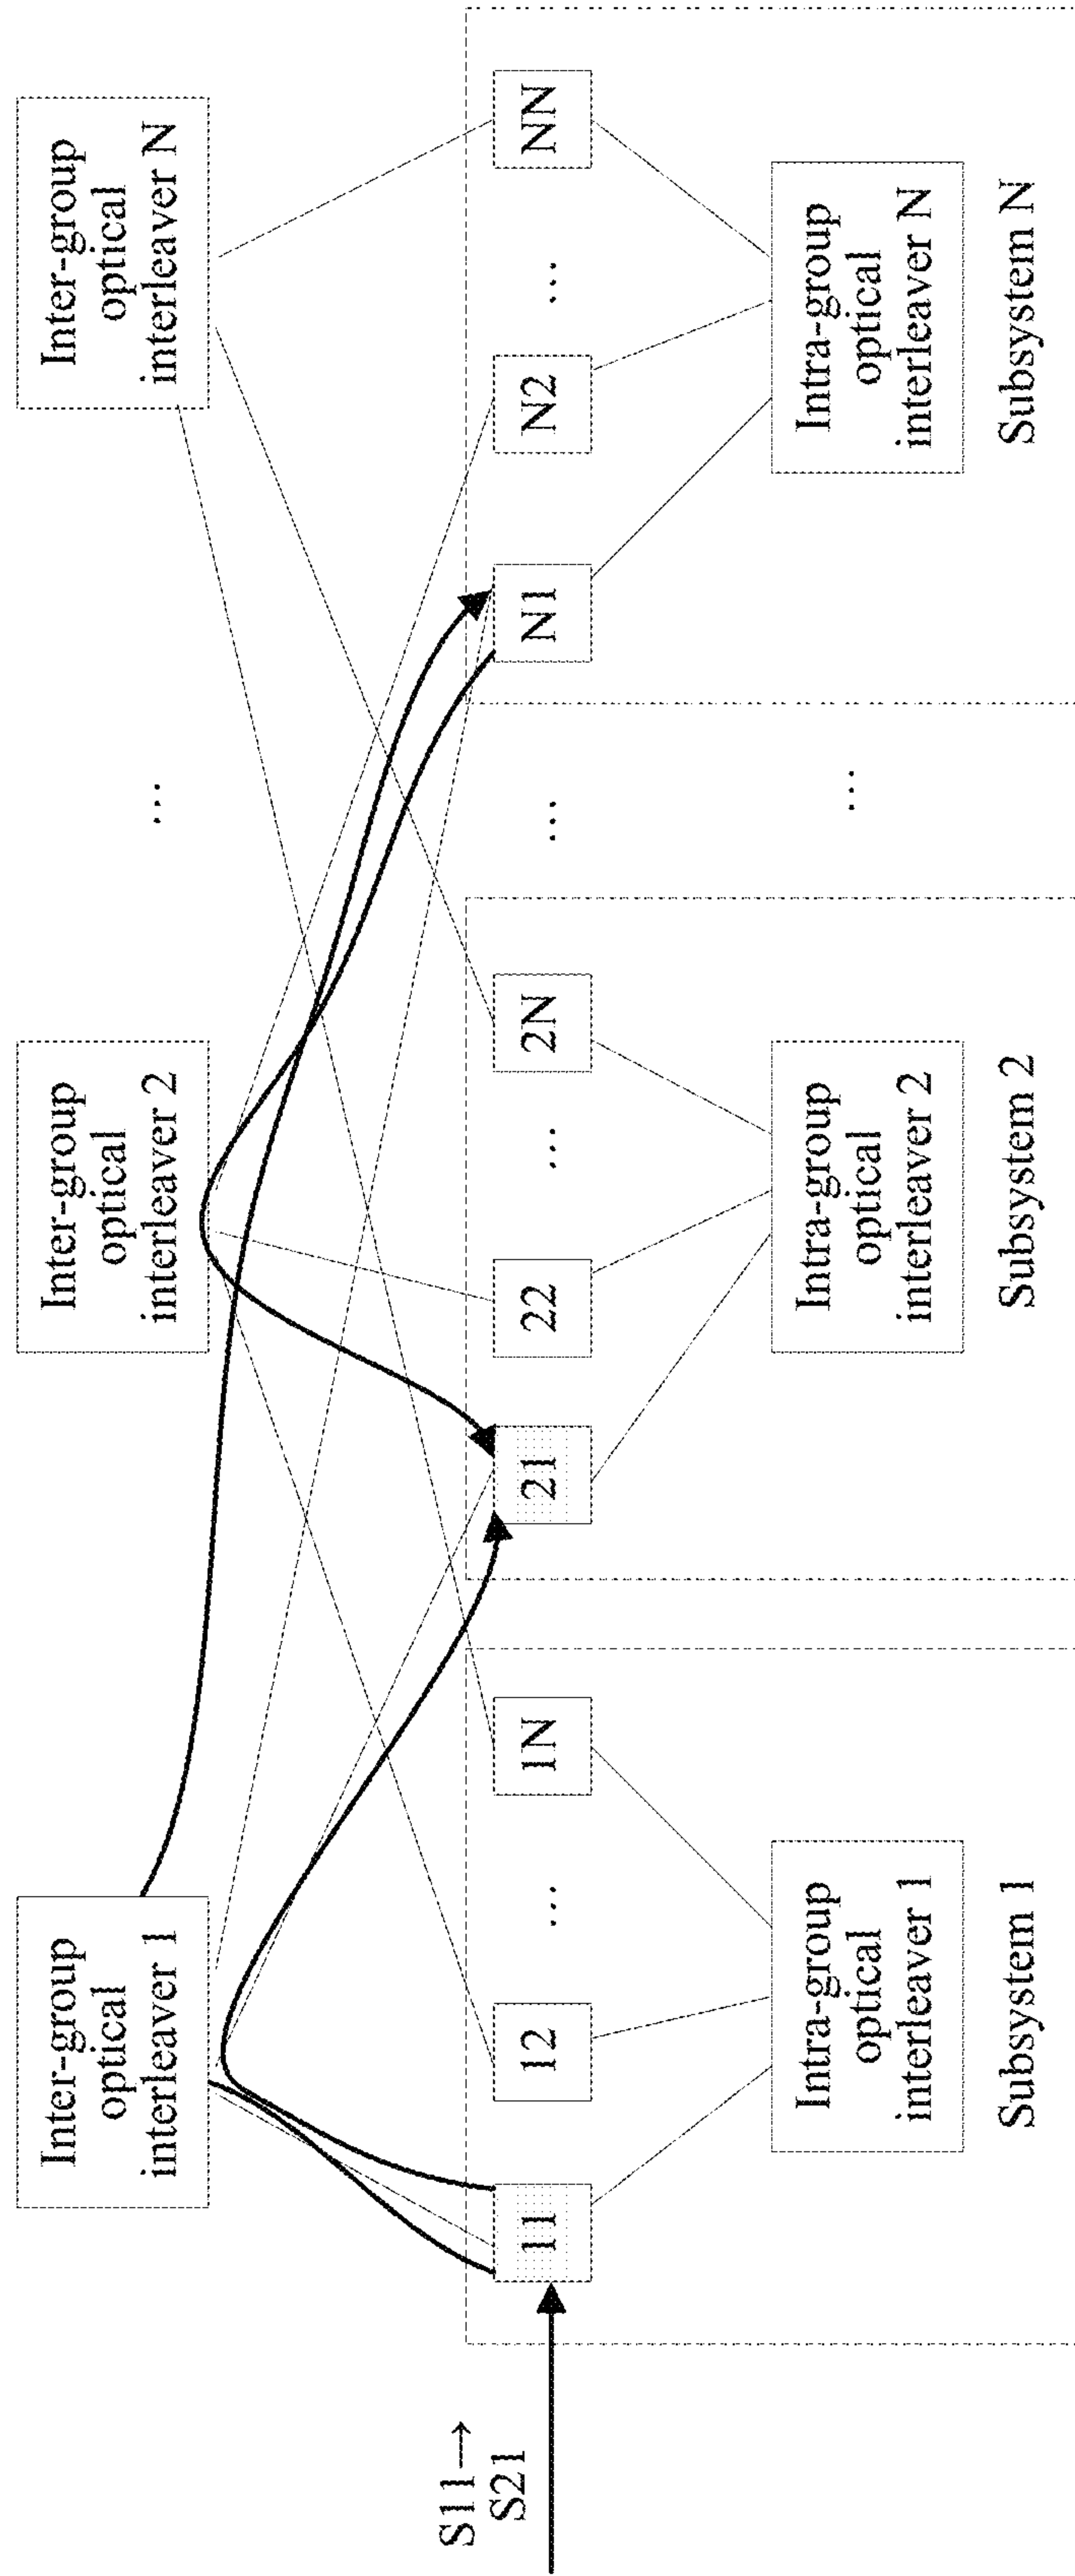 Inter-group
optical
interleaver 1
Inter-group
optical
interleaver 2
…
Inter-group
optical
interleaver N
S11→
S21
11
12
…
1N
21
22
…
2N
…
N1
N2
…
NN
Intra-group
optical
interleaver 1
Intra-group
optical
interleaver 2
…
Intra-group
optical
interleaver N
Subsystem 1
Subsystem 2
Subsystem N